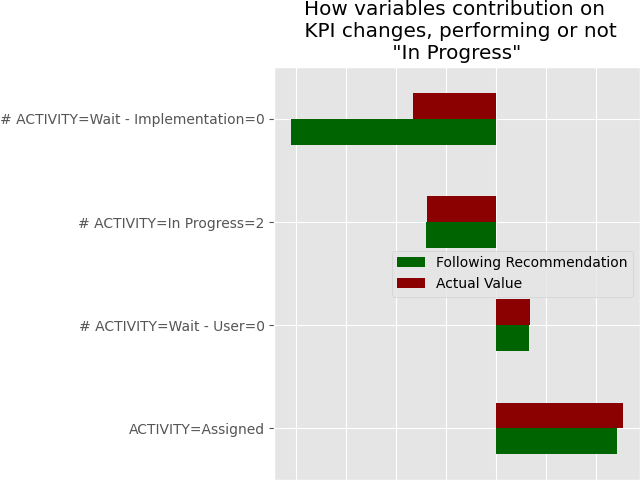 How variables contribution on
KPI changes, performing or not
"In Progress"
# ACTIVITY=Wait - Implementation=0
# ACTIVITY=In Progress=2
Following Recommendation
Actual Value
# ACTIVITY=Wait - User=0
ACTIVITY=Assigned